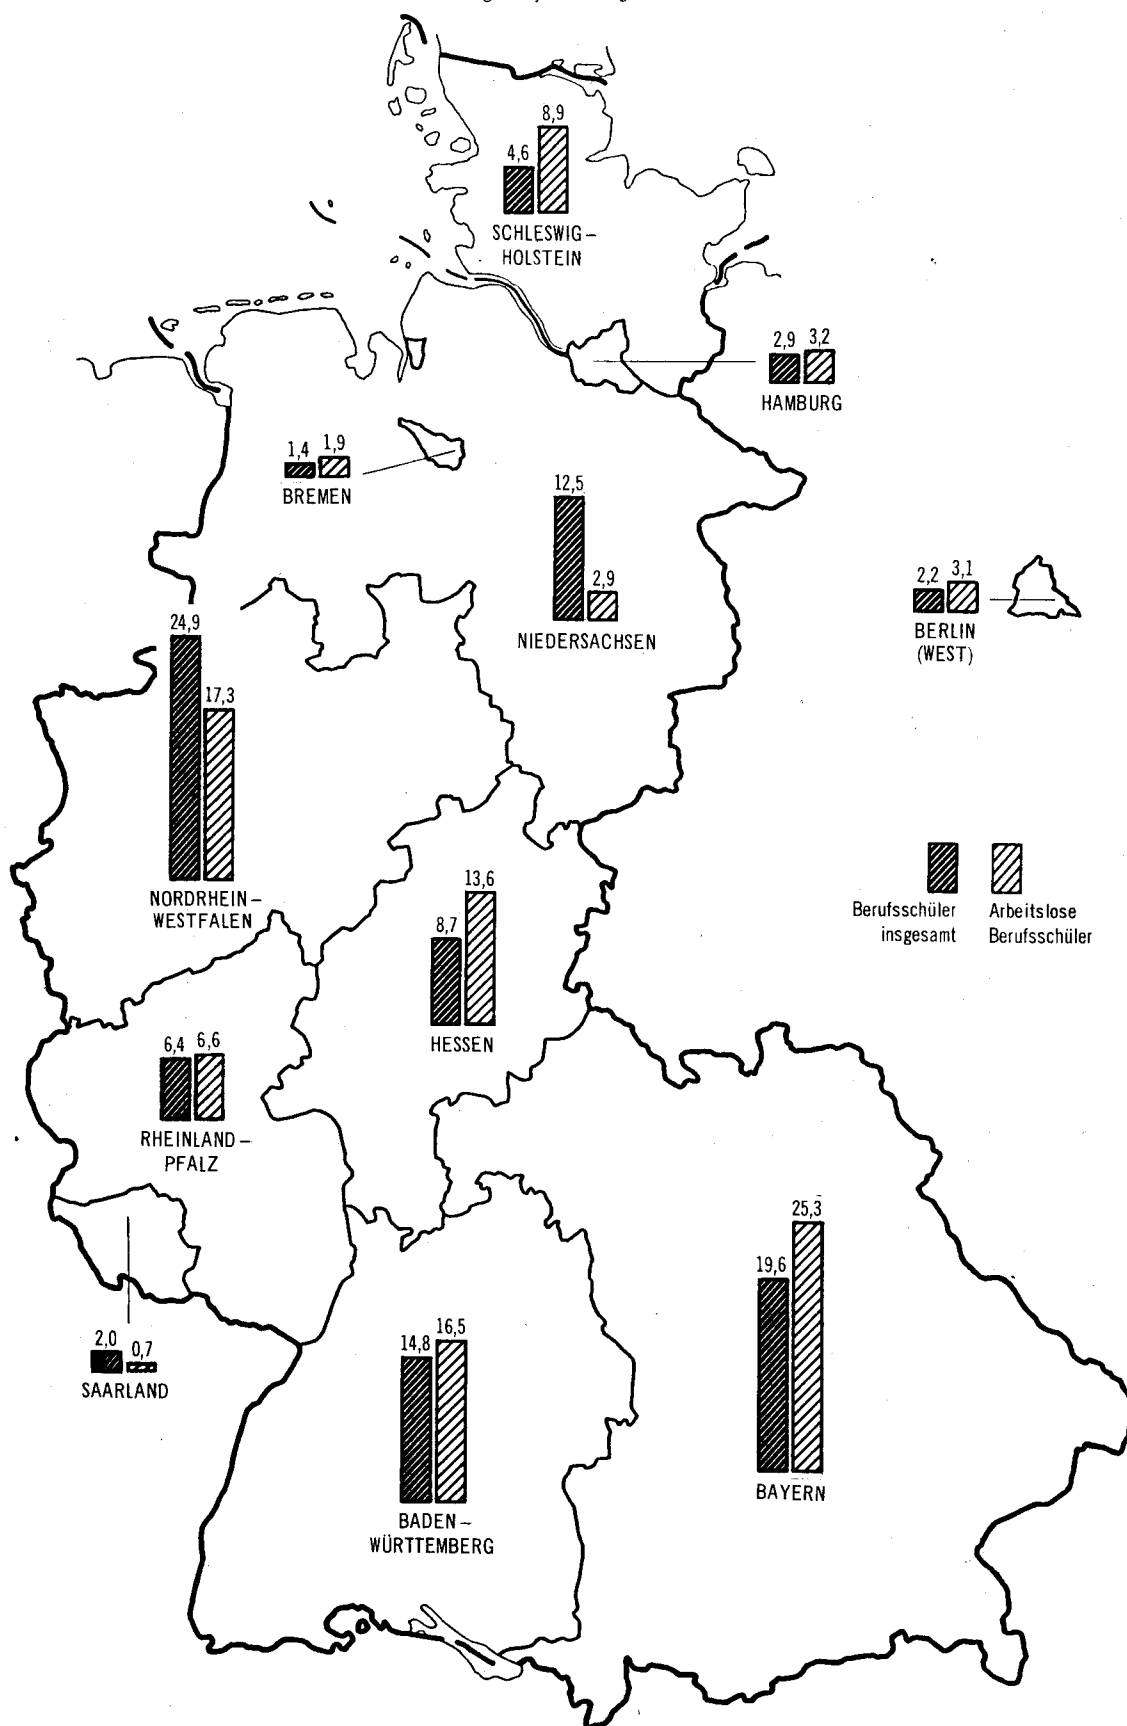 8,9
4,6
SCHLESWIG –
HOLSTEIN
2,9 3,2
HAMBURG
1,4 1,9
BREMEN
12,5
2,9
NIEDERSACHSEN
2,2 3,1
BERLIN
(WEST)
24,9
17,3
NORDRHEIN –
WESTFALEN
13,6
8,7
HESSEN
Berufsschüler
insgesamt
Arbeitslose
Berufsschüler
6,4 6,6
RHEINLAND –
PFALZ
25,3
19,6
BAYERN
2,0 0,7
SAARLAND
14,8 16,5
BADEN –
WÜRTTEMBERG